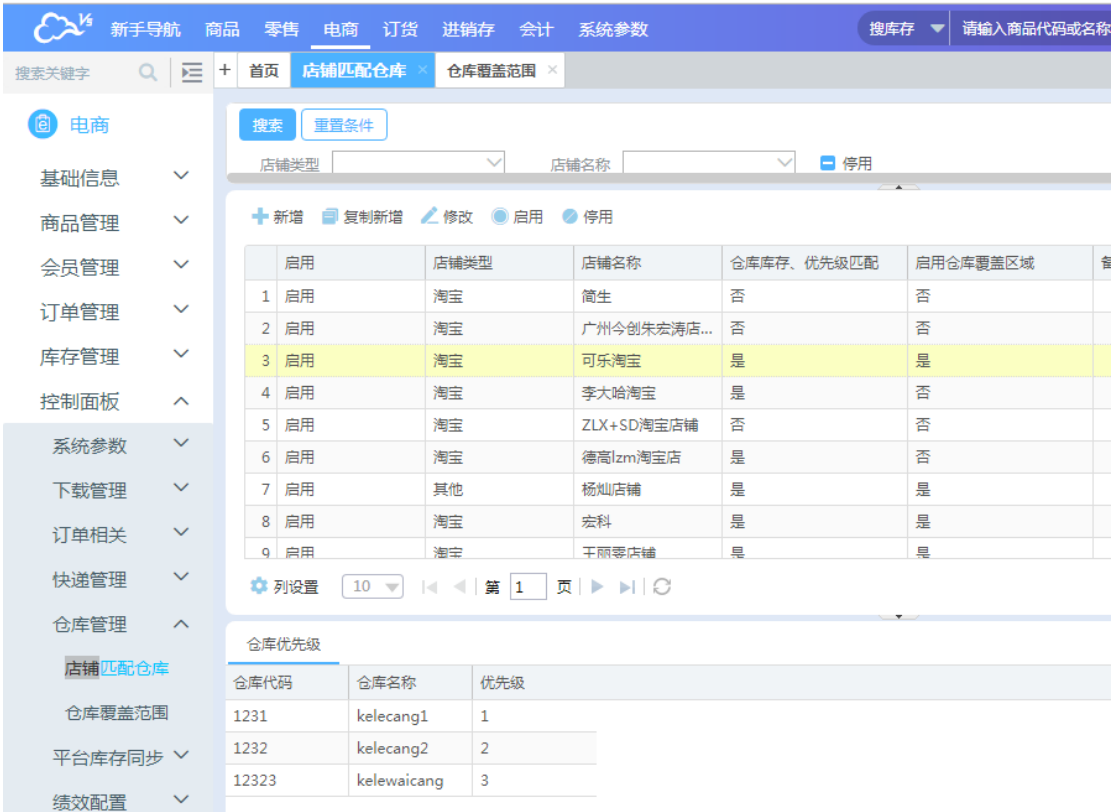 V5 新手导航 商品 零售 电商 订货 进销存 会计 系统参数 搜库存 请输入商品代码或名称
搜索关键字 + 首页 店铺匹配仓库 × 仓库覆盖范围 ×
电商
基础信息
商品管理
会员管理
订单管理
库存管理
控制面板
系统参数
下载管理
订单相关
快递管理
仓库管理
店铺匹配仓库
仓库覆盖范围
平台库存同步
绩效配置
搜索 重置条件
店铺类型 店铺名称 停用
新增 复制新增 修改 启用 停用
启用 店铺类型 店铺名称 仓库库存、优先级匹配 启用仓库覆盖区域
1 启用 淘宝 简生 否 否
2 启用 淘宝 广州今创朱宏涛店... 否 否
3 启用 淘宝 可乐淘宝 是 是
4 启用 淘宝 李大哈淘宝 是 否
5 启用 淘宝 ZLX+SD淘宝店铺 否 否
6 启用 淘宝 德高lzm淘宝店 是 否
7 启用 其他 杨灿店铺 是 是
8 启用 淘宝 宏科 是 是
9 启用 淘宝 王丽雯店铺 是 是
列设置 10 第 1 页
仓库优先级
仓库代码 仓库名称 优先级
1231 kelecang1 1
1232 kelecang2 2
12323 kelewaicang 3